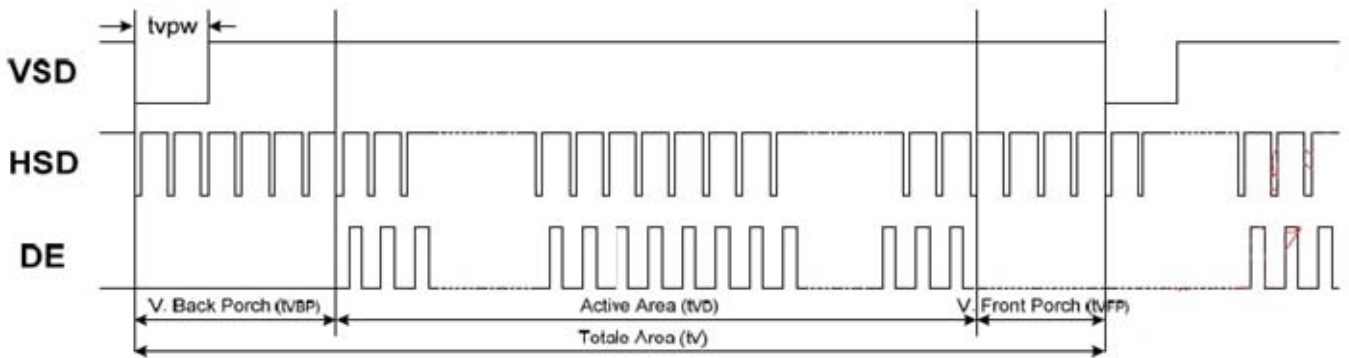 tvpw
VSD
HSD
DE
V. Back Porch (tVBP)
Active Area (tVD)
V. Front Porch (tVFP)
Totale Area (tV)